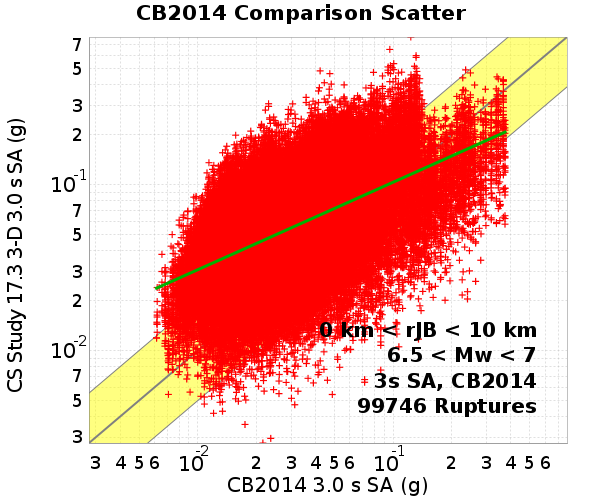 CB2014 Comparison Scatter
CS Study 17.3 3-D 3.0 s SA (g)
7
5
3
2
10-1
7
5
3
2
10-2
7
5
3
0 km < rJB < 10 km
6.5 < Mw < 7
3s SA, CB2014
99746 Ruptures
3 4 5 6 10-2 2 3 4 5 6 10-1 2 3 4 5 6
CB2014 3.0 s SA (g)